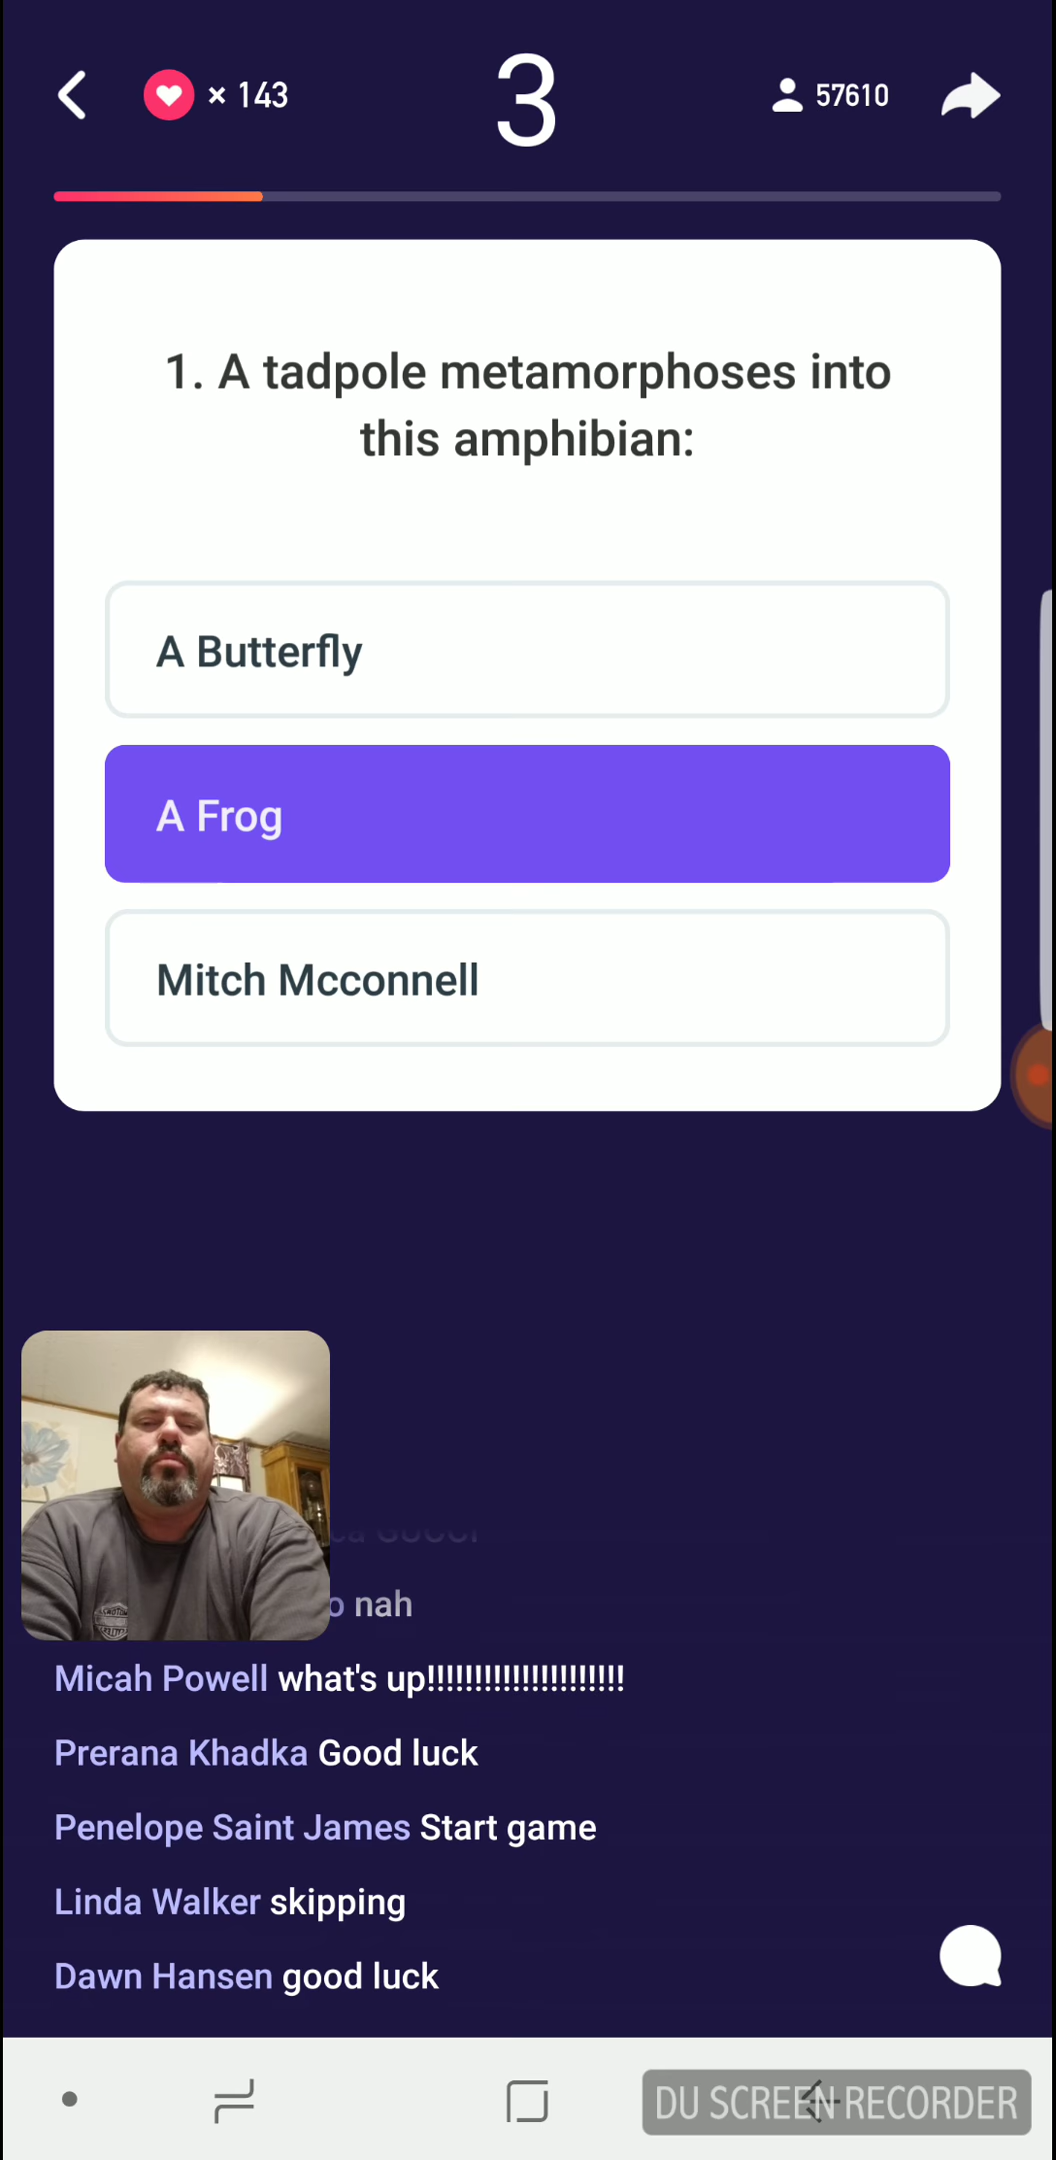 × 143
3
57610
1. A tadpole metamorphoses into
this amphibian:
A Butterfly
A Frog
Mitch Mcconnell
nah
Micah Powell what's up!!!!!!!!!!!!!!!!!!!!!
Prerana Khadka Good luck
Penelope Saint James Start game
Linda Walker skipping
Dawn Hansen good luck
DU SCREEN RECORDER